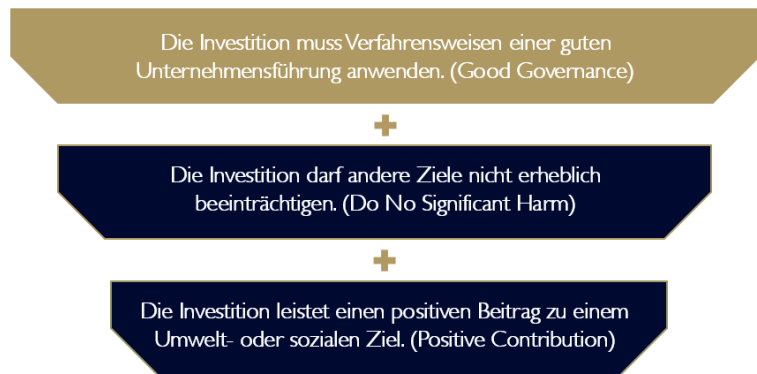 Die Investition muss Verfahrensweisen einer guten
Unternehmensführung anwenden. (Good Governance)
+
Die Investition darf andere Ziele nicht erheblich
beeinträchtigen. (Do No Significant Harm)
+
Die Investition leistet einen positiven Beitrag zu einem
Umwelt- oder sozialen Ziel. (Positive Contribution)